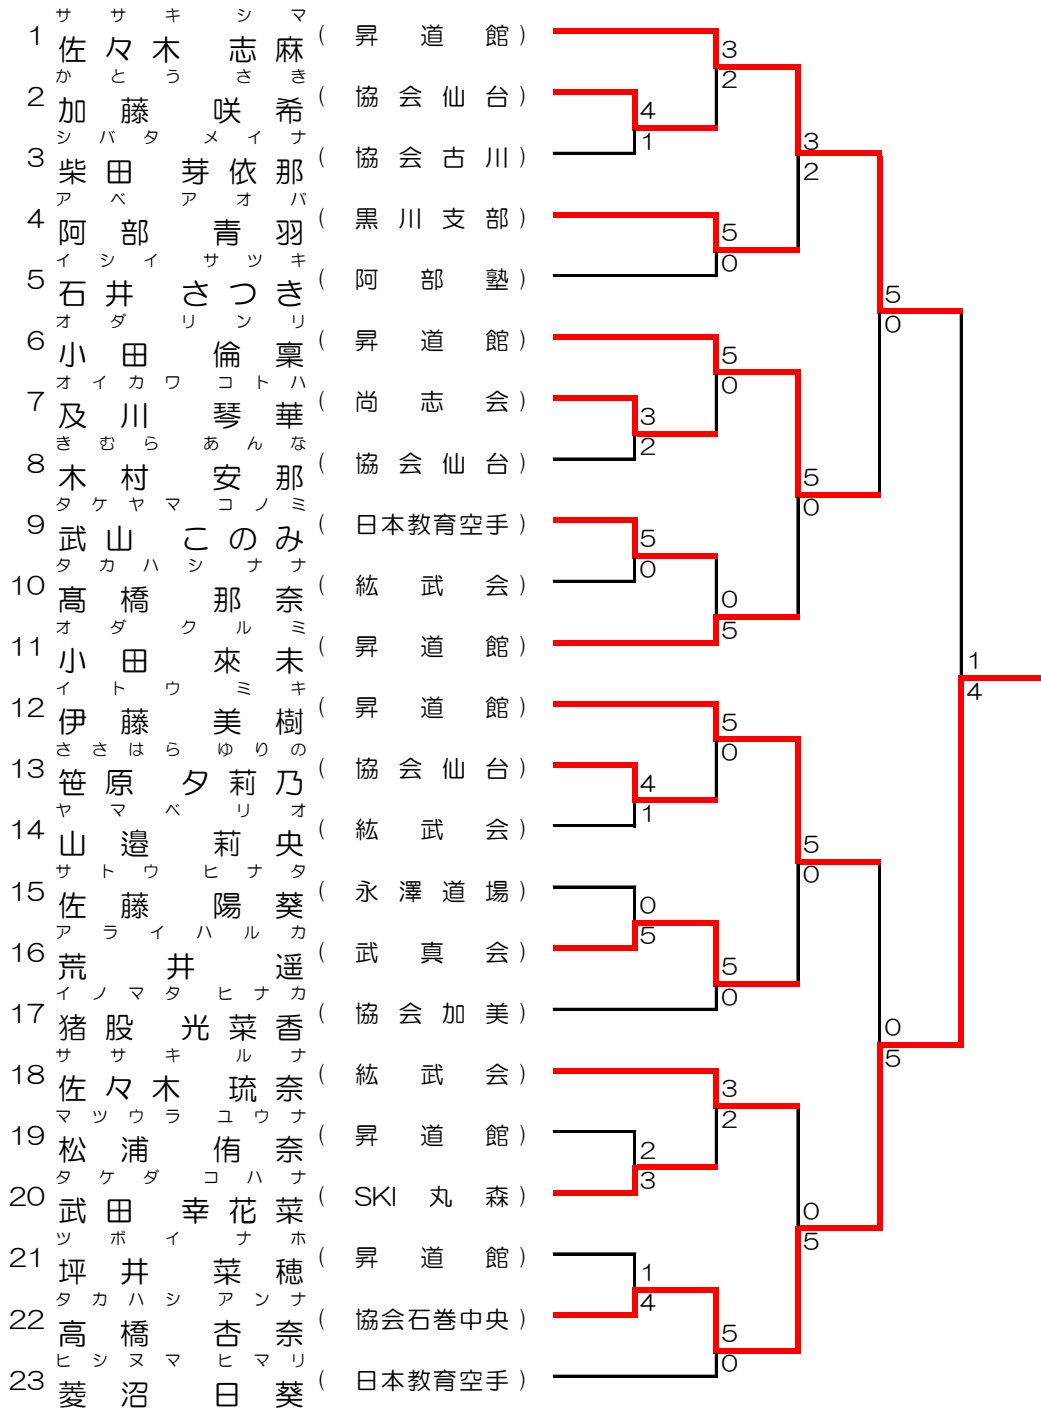 ササキ シマ
1 佐々木 志麻 ( 昇道館 )
かとう さき
2 加藤 咲希 ( 協会仙台 )
シバタ メイナ
3 柴田 芽依那 ( 協会古川 )
アベ アオバ
4 阿部 青羽 ( 黒川支部 )
イシイ サツキ
5 石井 さつき ( 阿部塾 )
オダ リンリ
6 小田 倫稟 ( 昇道館 )
オイカワ コトハ
7 及川 琴華 ( 尚志会 )
きむら あんな
8 木村 安那 ( 協会仙台 )
タケヤマ コノミ
9 武山 このみ ( 日本教育空手 )
タカハシ ナナ
10 髙橋 那奈 ( 紘武会 )
オダ クルミ
11 小田 來未 ( 昇道館 )
イトウ ミキ
12 伊藤 美樹 ( 昇道館 )
ささはら ゆりの
13 笹原 夕莉乃 ( 協会仙台 )
ヤマベ リオ
14 山邉 莉央 ( 紘武会 )
サトウ ヒナタ
15 佐藤 陽葵 ( 永澤道場 )
アライ ハルカ
16 荒井 遥 ( 武真会 )
イノマタ ヒナカ
17 猪股 光菜香 ( 協会加美 )
ササキ ルナ
18 佐々木 琉奈 ( 紘武会 )
マツウラ ユウナ
19 松浦 侑奈 ( 昇道館 )
タケダ コハナ
20 武田 幸花菜 ( SKI丸森 )
ツボイ ナホ
21 坪井 菜穂 ( 昇道館 )
タカハシ アンナ
22 高橋 杏奈 ( 協会石巻中央 )
ヒシヌマ ヒマリ
23 菱沼 日葵 ( 日本教育空手 )
4
1
3
2
5
0
0
5
4
1
2
3
1
4
3
2
5
0
5
0
0
5
5
0
5
0
3
2
5
0
3
2
5
0
5
0
0
5
5
0
0
5
1
4